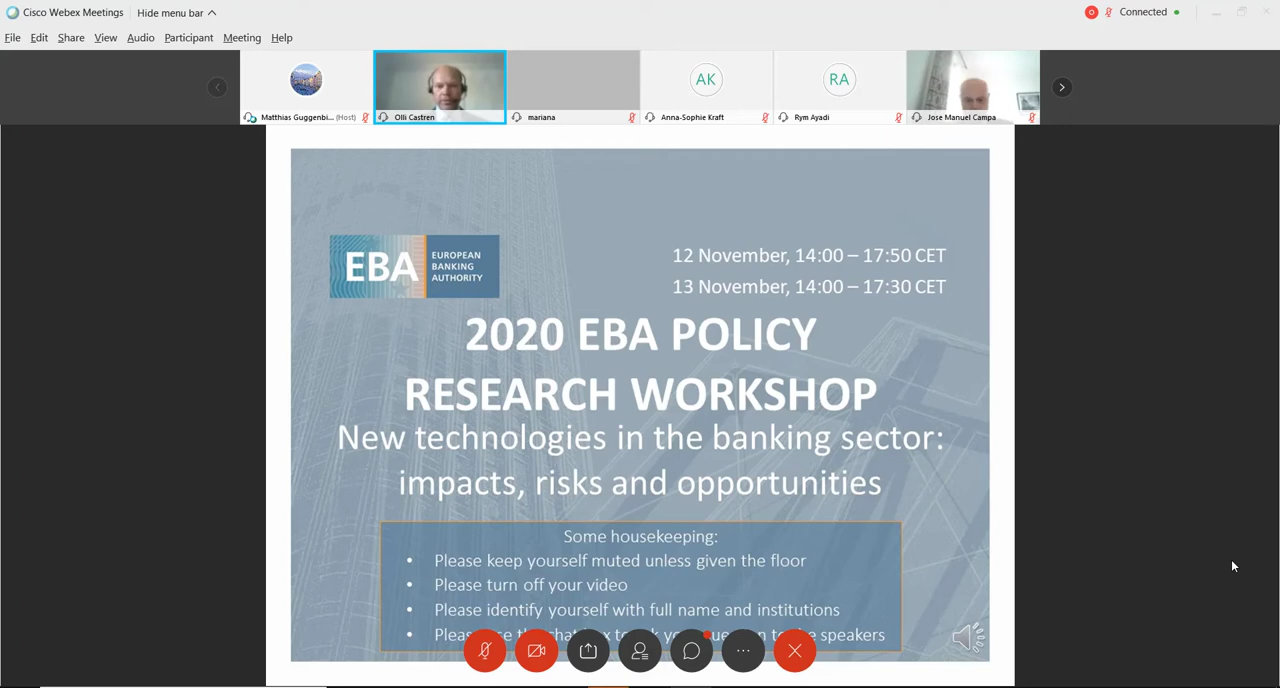 Cisco Webex Meetings Hide menu bar Connected
File Edit Share View Audio Participant Meeting Help
AK RA
Matthias Guggenbi... (Host) Olli Castren mariana Anna-Sophie Kraft Rym Ayadi Jose Manuel Campa
EBA EUROPEAN
BANKING
AUTHORITY
12 November, 14:00 – 17:50 CET
13 November, 14:00 – 17:30 CET
2020 EBA POLICY
RESEARCH WORKSHOP
New technologies in the banking sector:
impacts, risks and opportunities
Some housekeeping:
• Please keep yourself muted unless given the floor
• Please turn off your video
• Please identify yourself with full name and institutions
• speakers